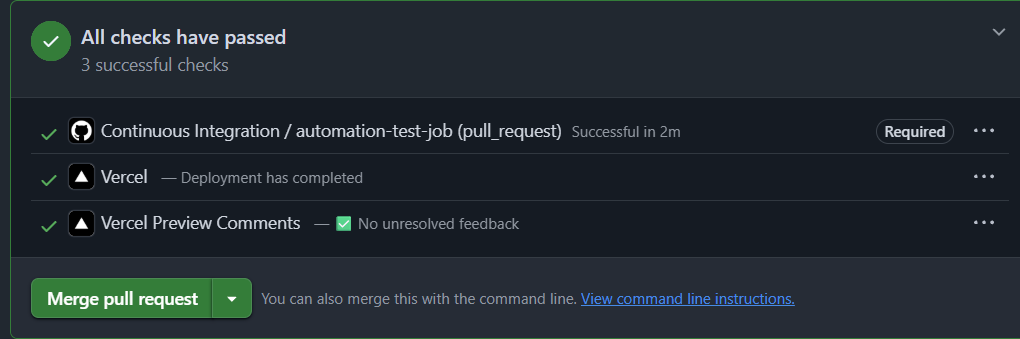 All checks have passed
3 successful checks
Continuous Integration / automation-test-job (pull_request) Successful in 2m Required
Vercel — Deployment has completed
Vercel Preview Comments — ✅ No unresolved feedback
Merge pull request You can also merge this with the command line. View command line instructions.